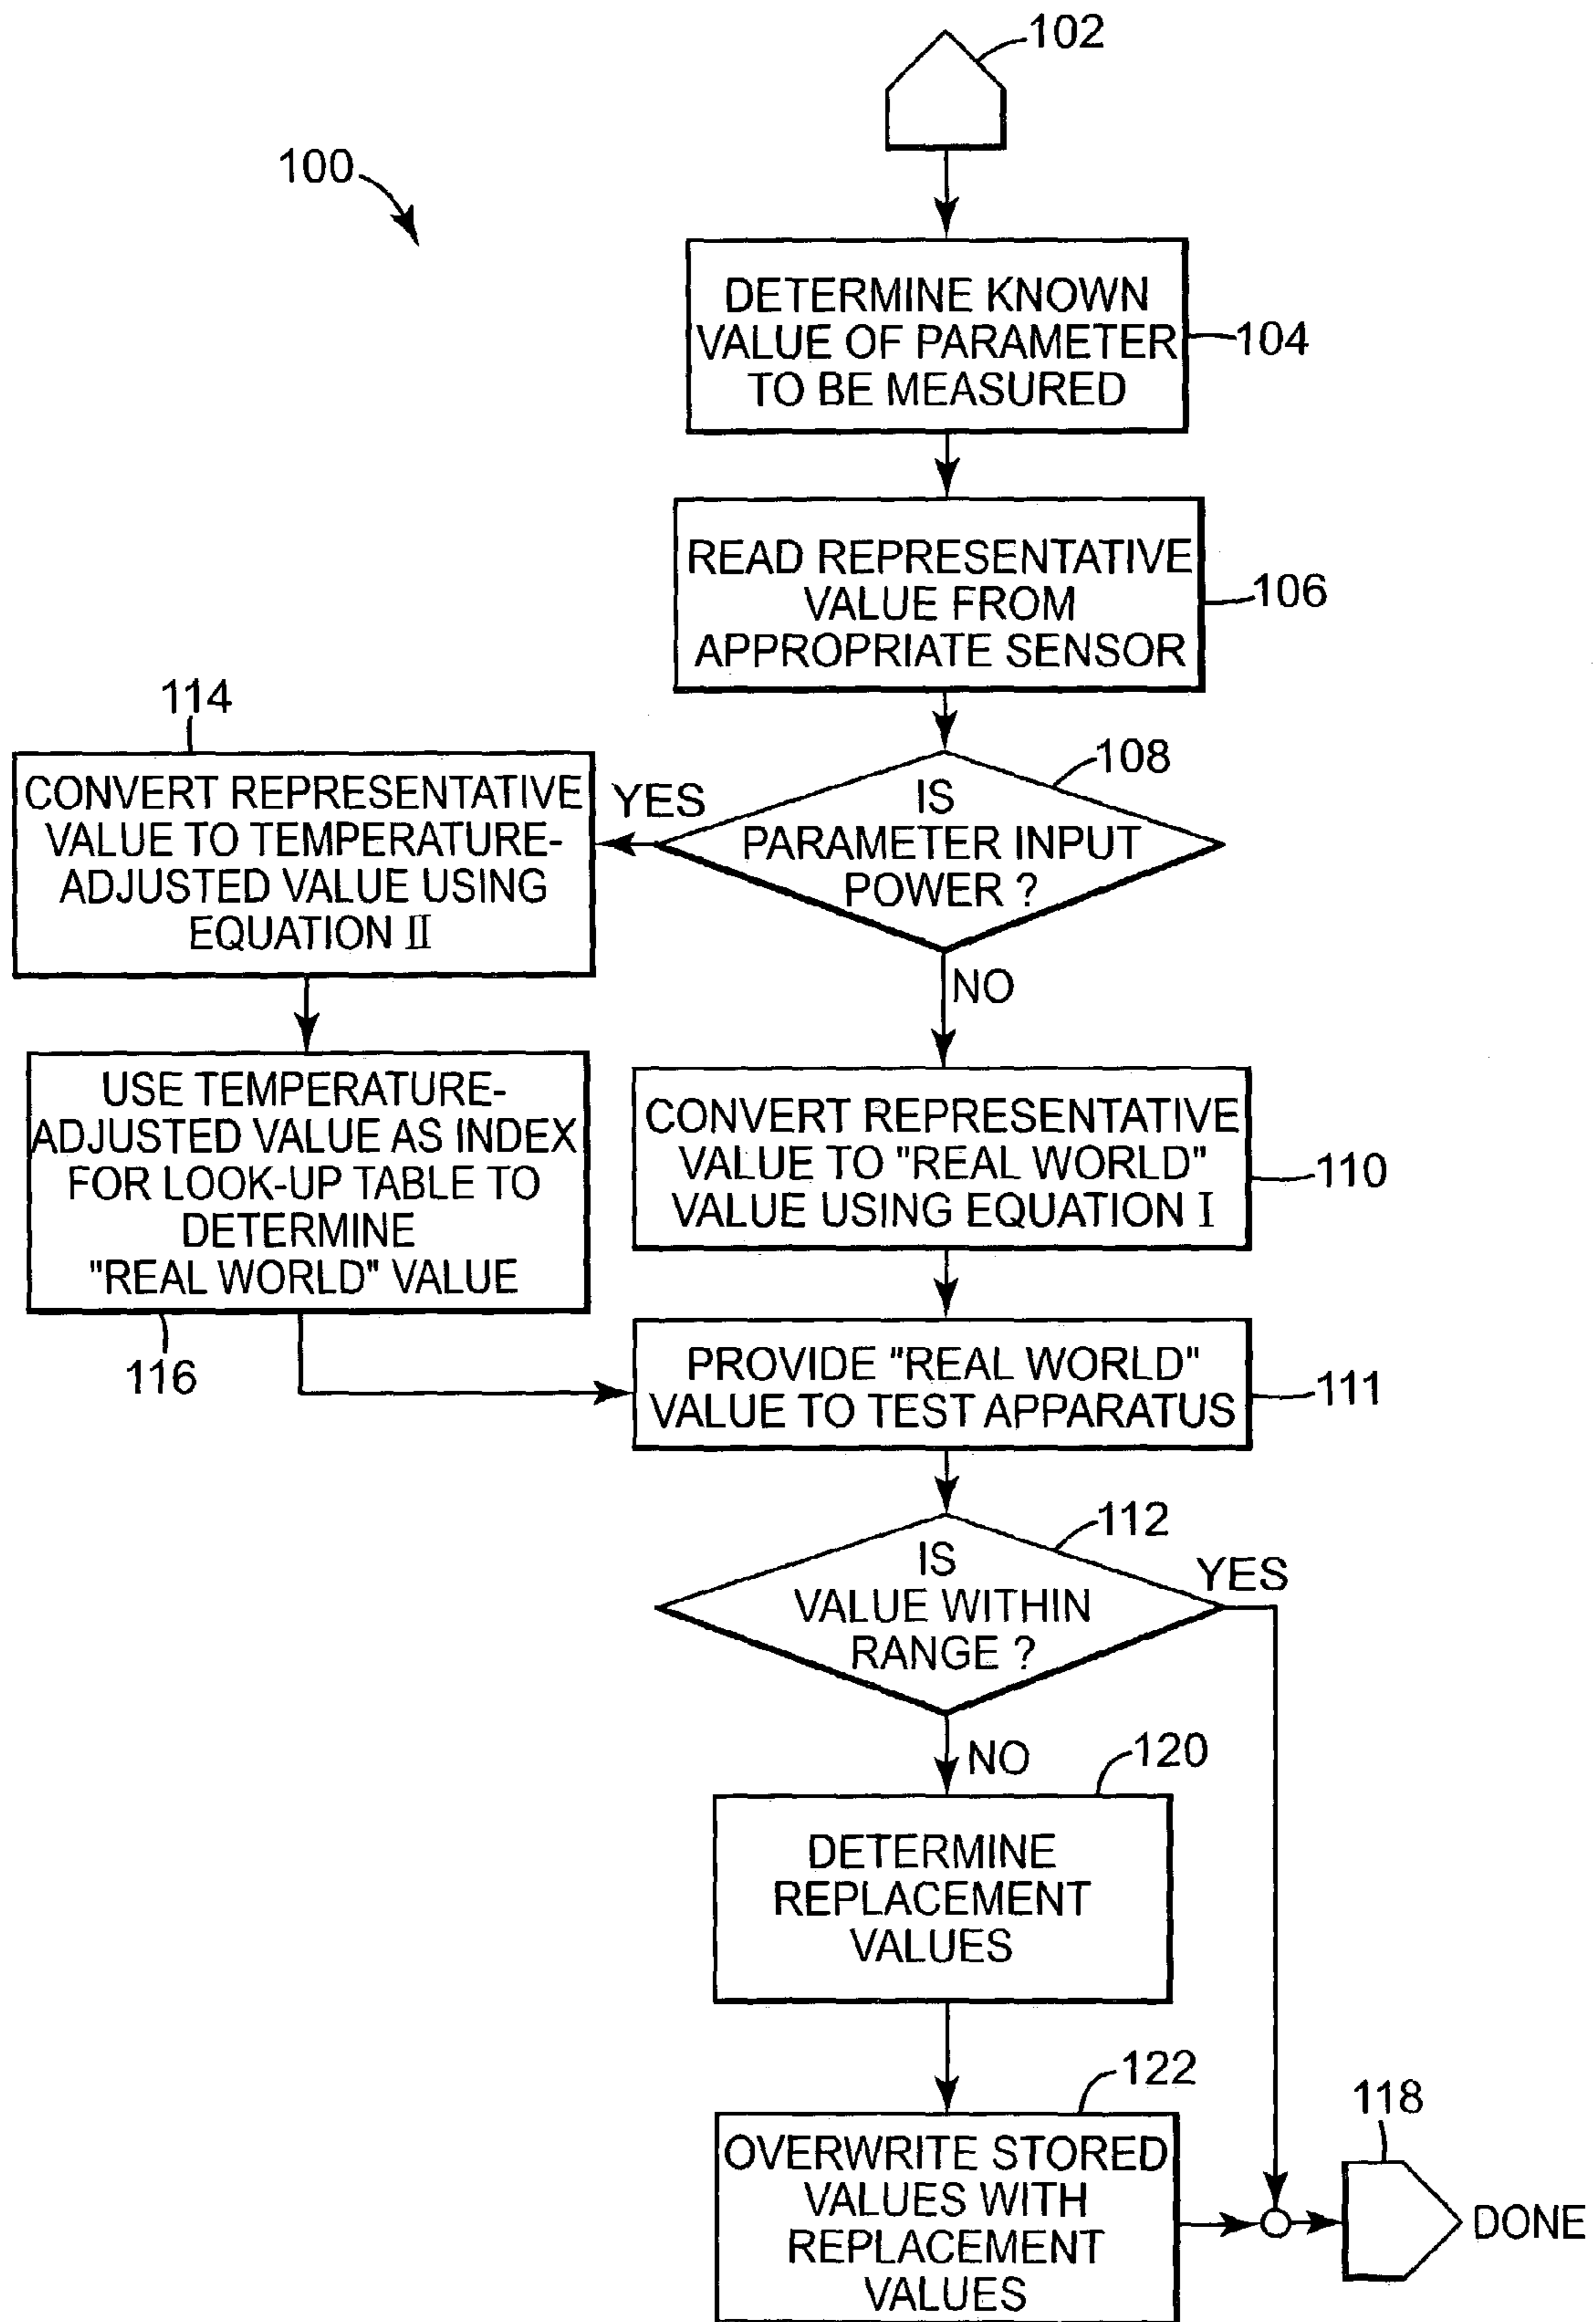 102
100
DETERMINE KNOWN
VALUE OF PARAMETER
TO BE MEASURED
104
READ REPRESENTATIVE
VALUE FROM
APPROPRIATE SENSOR
106
108
IS
PARAMETER INPUT
POWER ?
YES
NO
114
CONVERT REPRESENTATIVE
VALUE TO TEMPERATURE-
ADJUSTED VALUE USING
EQUATION II
USE TEMPERATURE-
ADJUSTED VALUE AS INDEX
FOR LOOK-UP TABLE TO
DETERMINE
"REAL WORLD" VALUE
116
CONVERT REPRESENTATIVE
VALUE TO "REAL WORLD"
VALUE USING EQUATION I
110
PROVIDE "REAL WORLD"
VALUE TO TEST APPARATUS
111
112
IS
VALUE WITHIN
RANGE ?
YES
NO
120
DETERMINE
REPLACEMENT
VALUES
122
OVERWRITE STORED
VALUES WITH
REPLACEMENT
VALUES
118
DONE